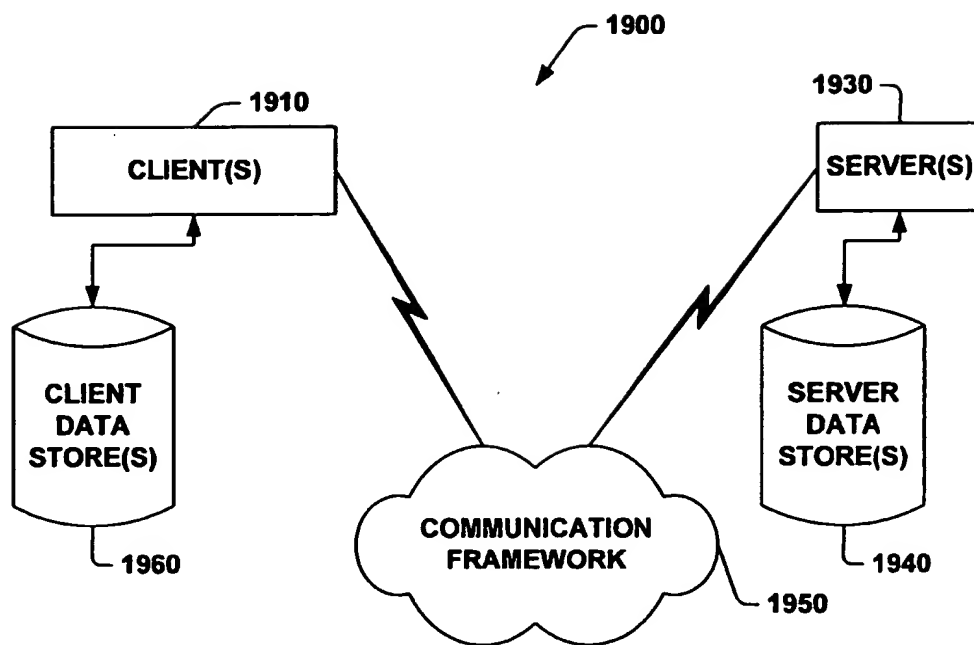 1900
1910
1930
CLIENT(S)
SERVER(S)
CLIENT
DATA
STORE(S)
SERVER
DATA
STORE(S)
COMMUNICATION
FRAMEWORK
1960
1940
1950